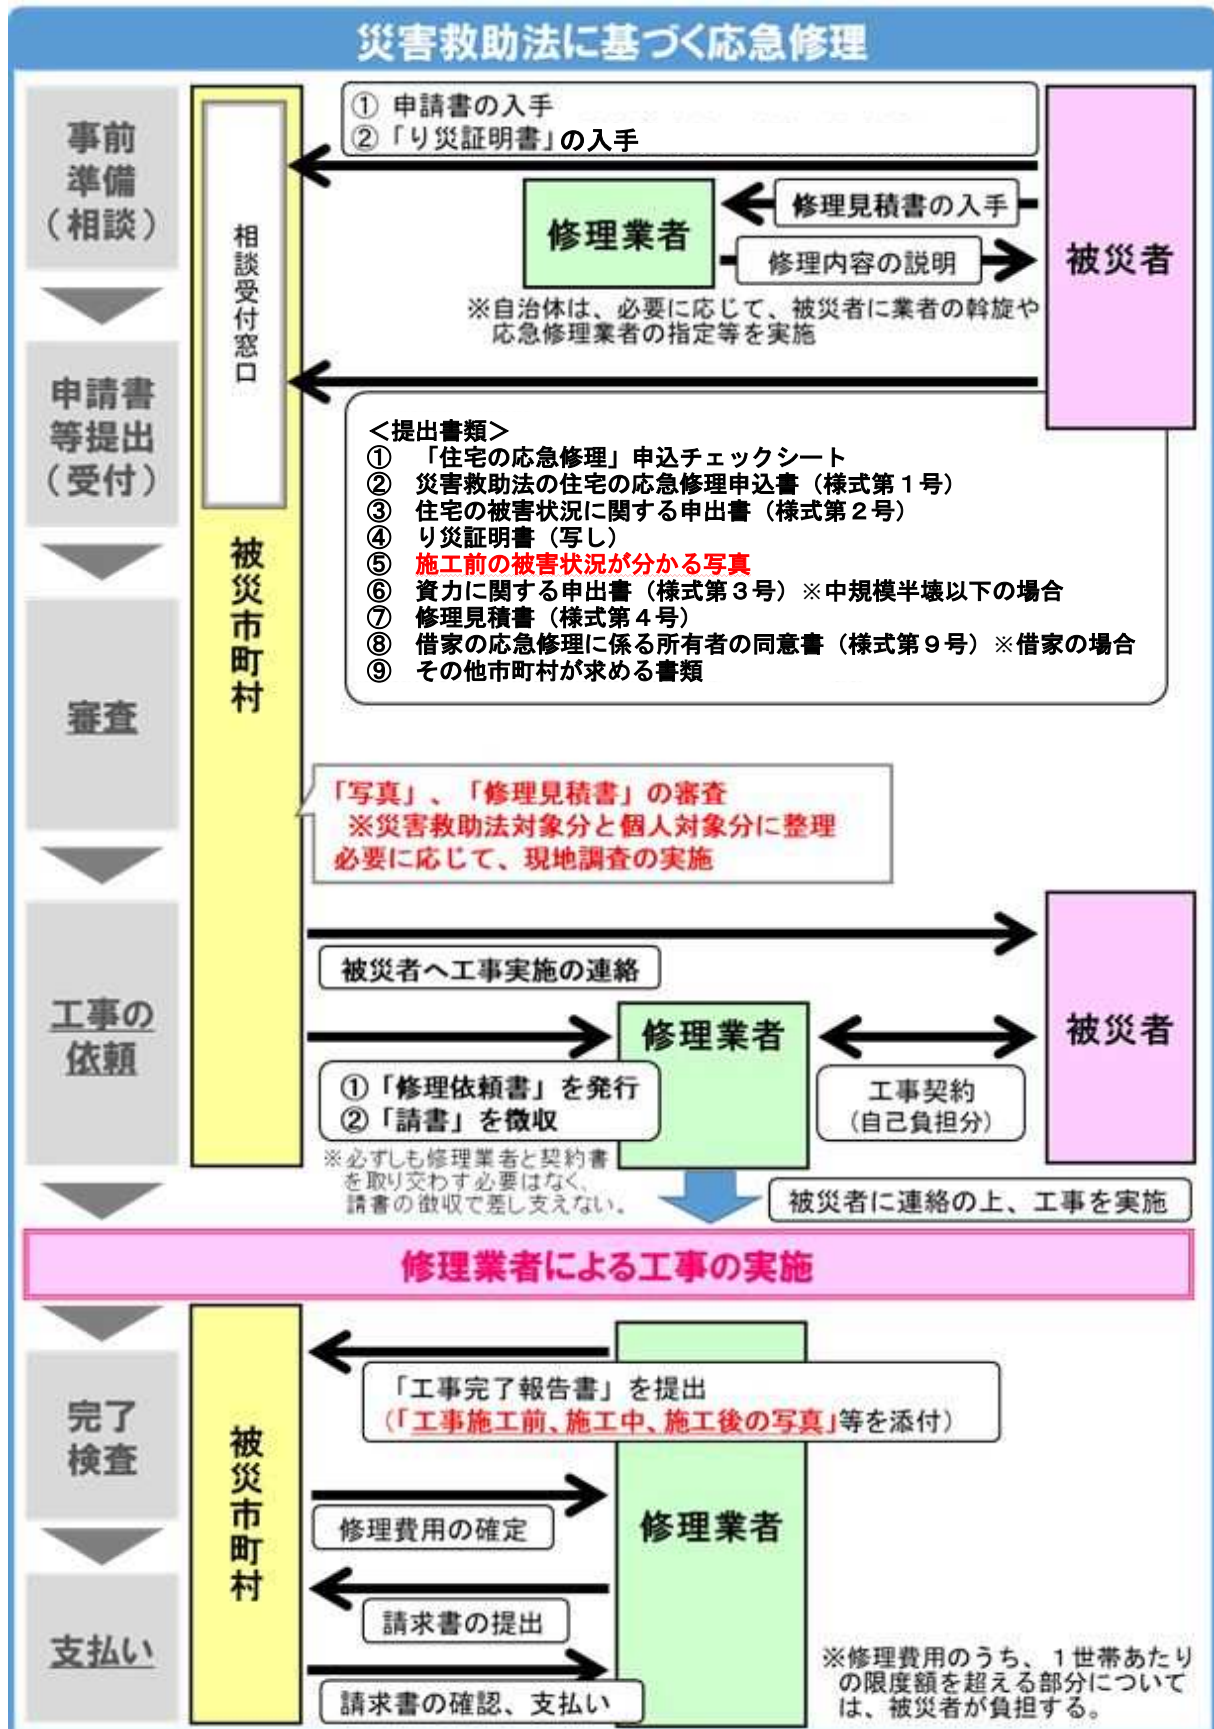 災害救助法に基づく応急修理
事前
準備
（相談）
① 申請書の入手
②「り災証明書」の入手
相談受付窓口
修理業者
修理見積書の入手
修理内容の説明
被災者
※自治体は、必要に応じて、被災者に業者の斡旋や
応急修理業者の指定等を実施
申請書
等提出
（受付）
＜提出書類＞
① 「住宅の応急修理」申込チェックシート
② 災害救助法の住宅の応急修理申込書（様式第１号）
③ 住宅の被害状況に関する申出書（様式第２号）
④ り災証明書（写し）
⑤ 施工前の被害状況が分かる写真
⑥ 資力に関する申出書（様式第３号）※中規模半壊以下の場合
⑦ 修理見積書（様式第４号）
⑧ 借家の応急修理に係る所有者の同意書（様式第９号）※借家の場合
⑨ その他市町村が求める書類
被災市町村
審査
「写真」、「修理見積書」の審査
※災害救助法対象分と個人対象分に整理
必要に応じて、現地調査の実施
工事の
依頼
被災者へ工事実施の連絡
修理業者
被災者
①「修理依頼書」を発行
②「請書」を徴収
工事契約
（自己負担分）
※必ずしも修理業者と契約書
を取り交わす必要はなく、
請書の徴収で差し支えない。
被災者に連絡の上、工事を実施
修理業者による工事の実施
完了
検査
被災市町村
「工事完了報告書」を提出
（「工事施工前、施工中、施工後の写真」等を添付）
修理費用の確定
修理業者
請求書の提出
支払い
請求書の確認、支払い
※修理費用のうち、１世帯あたり
の限度額を超える部分について
は、被災者が負担する。